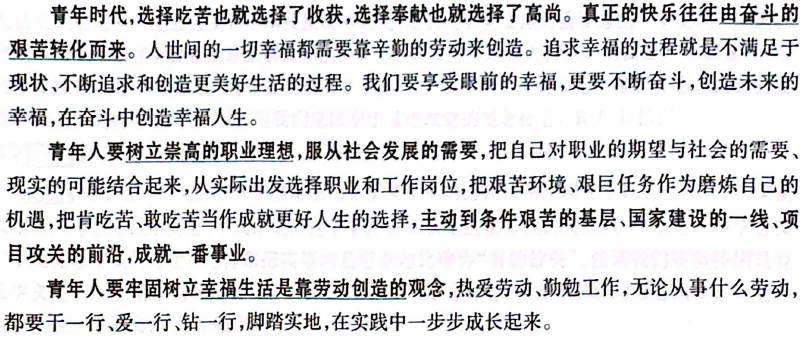 青年时代,选择吃苦也就选择了收获,选择奉献也就选择了高尚。真正的快乐往往由奋斗的
艰苦转化而来。人世间的一切幸福都需要靠辛勤的劳动来创造。追求幸福的过程就是不满足于
现状、不断追求和创造更美好生活的过程。我们要享受眼前的幸福,更要不断奋斗,创造未来的
幸福,在奋斗中创造幸福人生。
青年人要树立崇高的职业理想,服从社会发展的需要,把自己对职业的期望与社会的需要、
现实的可能结合起来,从实际出发选择职业和工作岗位,把艰苦环境、艰巨任务作为磨炼自己的
机遇,把肯吃苦、敢吃苦当作成就更好人生的选择,主动到条件艰苦的基层、国家建设的一线、项
目攻关的前沿,成就一番事业。
青年人要牢固树立幸福生活是靠劳动创造的观念,热爱劳动、勤勉工作,无论从事什么劳动,
都要干一行、爱一行、钻一行,脚踏实地,在实践中一步步成长起来。